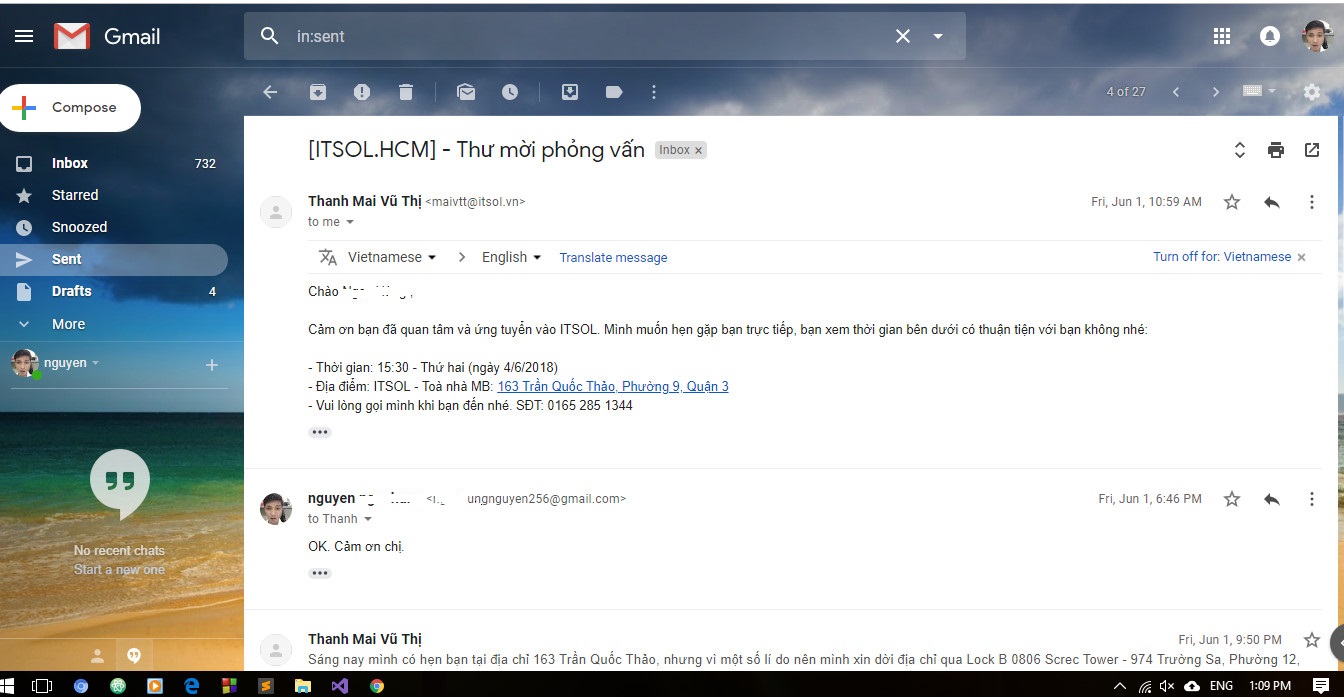 Gmail
in:sent
Compose
4 of 27
Inbox 732
Starred
Snoozed
Sent
Drafts 4
More
nguyen
No recent chats
Start a new one
[ITSOL.HCM] - Thư mời phỏng vấn Inbox ×
Thanh Mai Vũ Thị <maivtt@itsol.vn> Fri, Jun 1, 10:59 AM
to me
Vietnamese > English Translate message Turn off for: Vietnamese ×
Chào
Cảm ơn bạn đã quan tâm và ứng tuyển vào ITSOL. Mình muốn hẹn gặp bạn trực tiếp, bạn xem thời gian bên dưới có thuận tiện với bạn không nhé:
- Thời gian: 15:30 - Thứ hai (ngày 4/6/2018)
- Địa điểm: ITSOL - Toà nhà MB: 163 Trần Quốc Thảo, Phường 9, Quận 3
- Vui lòng gọi mình khi bạn đến nhé. SĐT: 0165 285 1344
nguyen ungnguyen256@gmail.com> Fri, Jun 1, 6:46 PM
to Thanh
OK. Cảm ơn chị.
Thanh Mai Vũ Thị Fri, Jun 1, 9:50 PM
Sáng nay mình có hẹn bạn tại địa chỉ 163 Trần Quốc Thảo, nhưng vì một số lí do nên mình xin dời địa chỉ qua Lock B 0806 Screc Tower - 974 Trường Sa, Phường 12,
ENG 1:09 PM